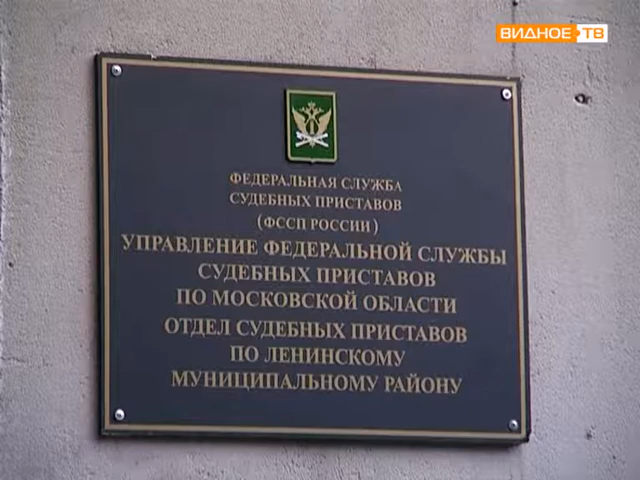 ВИДНОЕ-ТВ
ФЕДЕРАЛЬНАЯ СЛУЖБА
СУДЕБНЫХ ПРИСТАВОВ
(ФССП РОССИИ)
УПРАВЛЕНИЕ ФЕДЕРАЛЬНОЙ СЛУЖБЫ
СУДЕБНЫХ ПРИСТАВОВ
ПО МОСКОВСКОЙ ОБЛАСТИ
ОТДЕЛ СУДЕБНЫХ ПРИСТАВОВ
ПО ЛЕНИНСКОМУ
МУНИЦИПАЛЬНОМУ РАЙОНУ